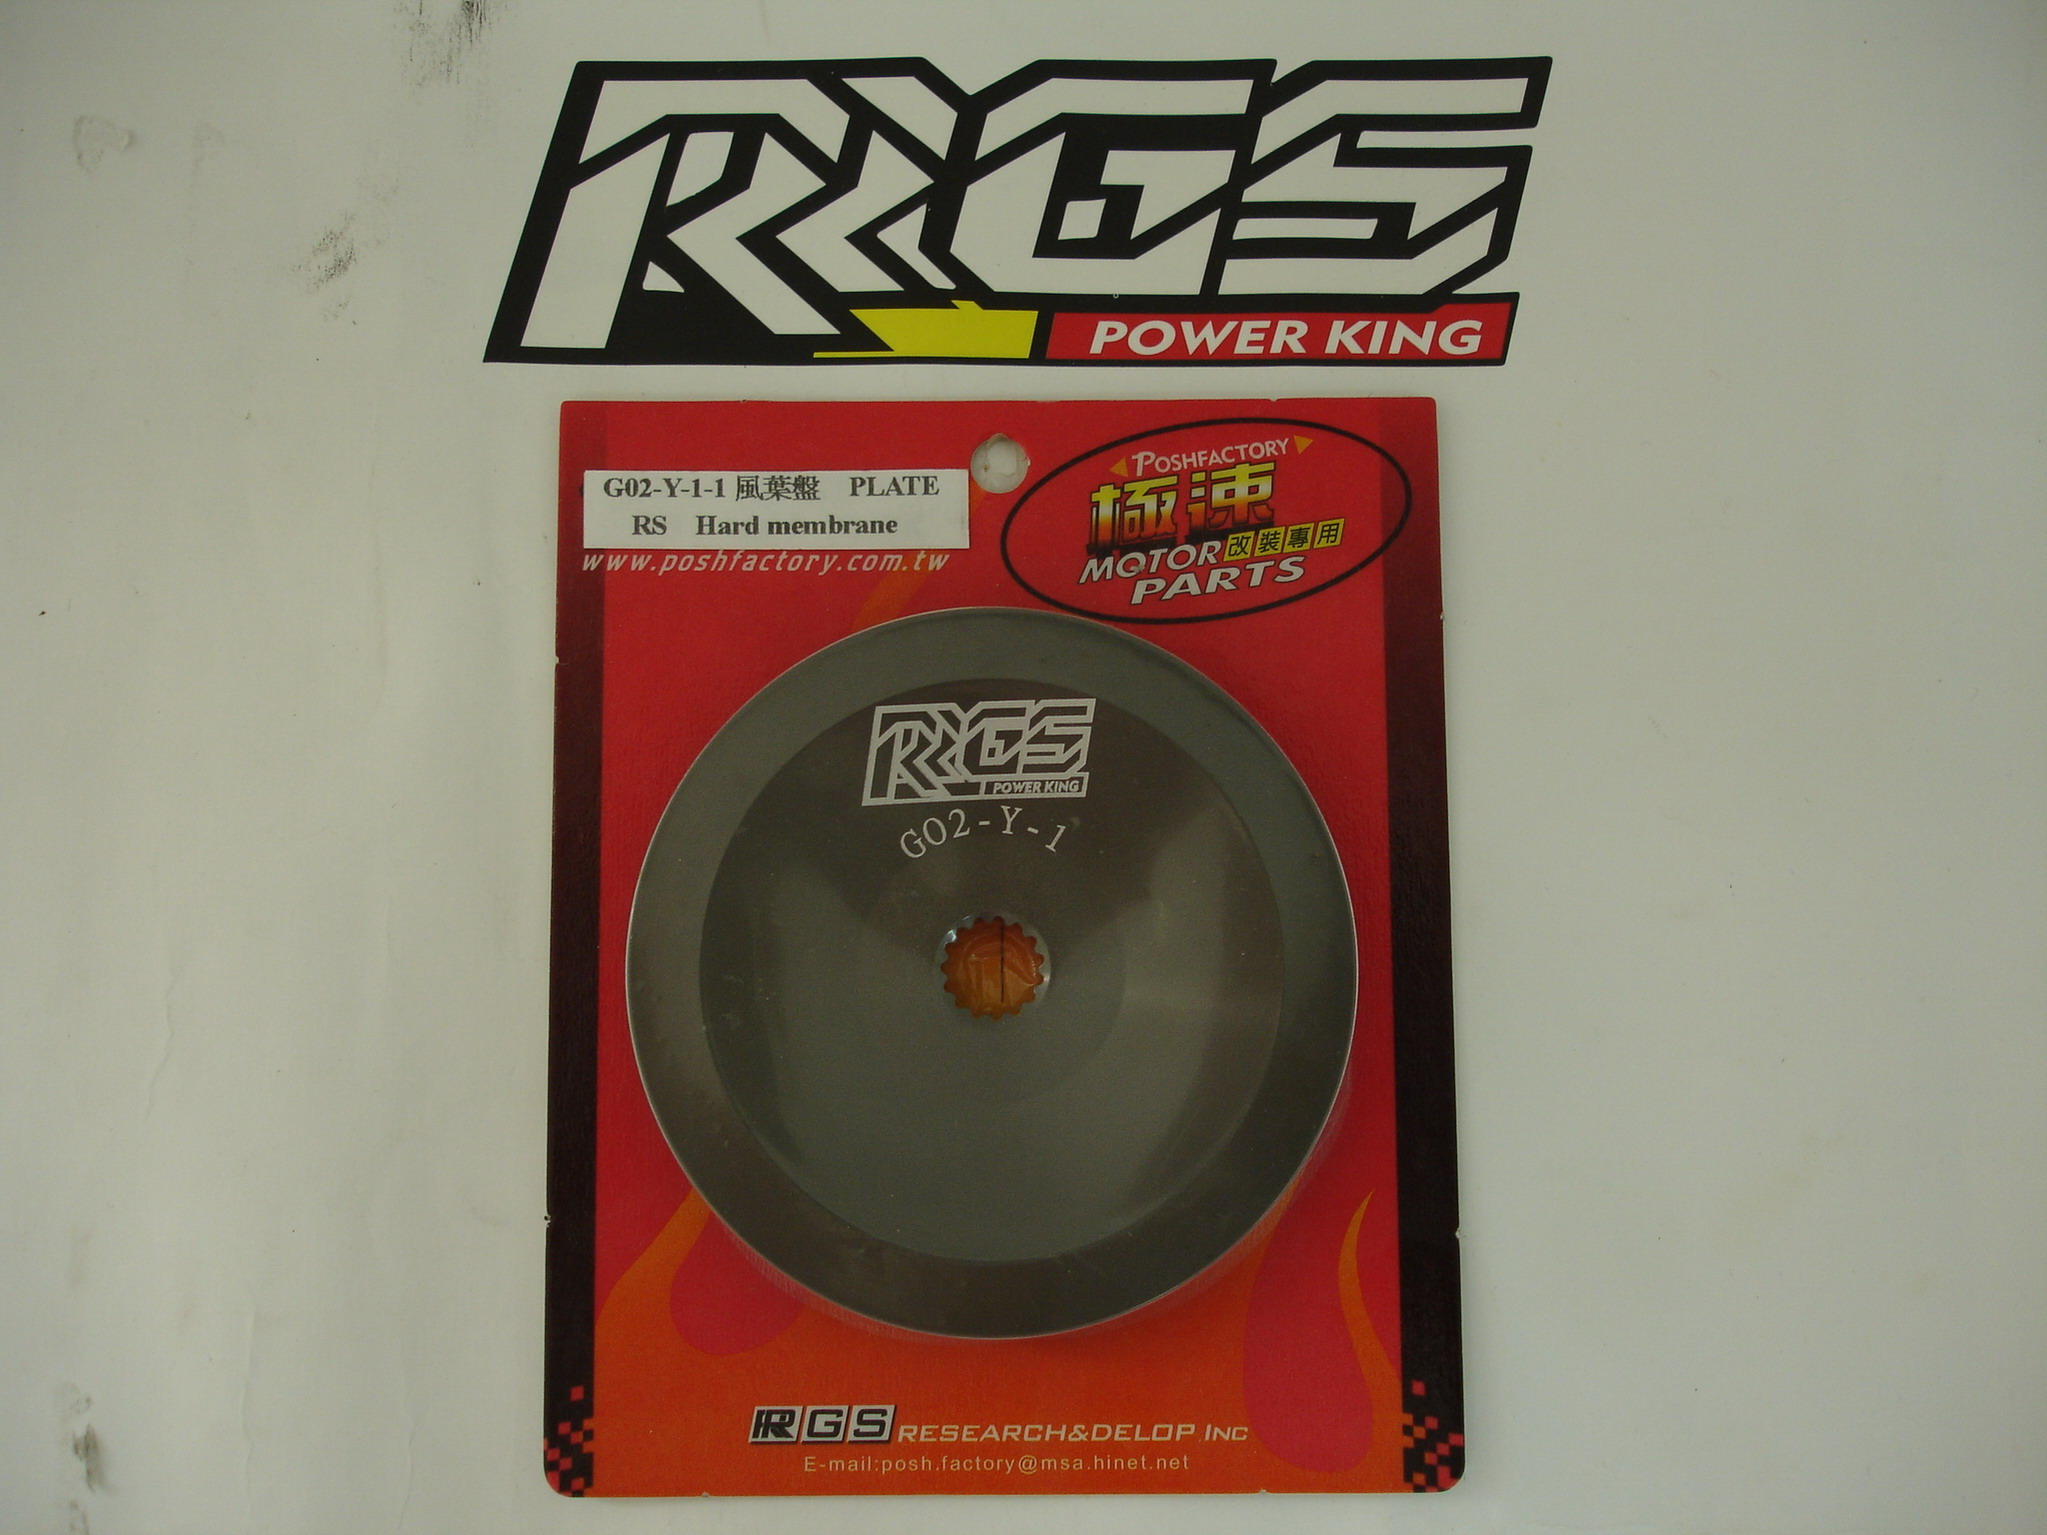 RGS
POWER KING
G02-Y-1-1 風葉盤 PLATE
RS Hard membrane
www.poshfactory.com.tw
POSHFACTORY
極速
MOTOR 改裝專用
PARTS
RGS
POWER KING
G02-Y-1
RGS RESEARCH&DELOP, INC
E-mail:posh.factory@msa.hinet.net